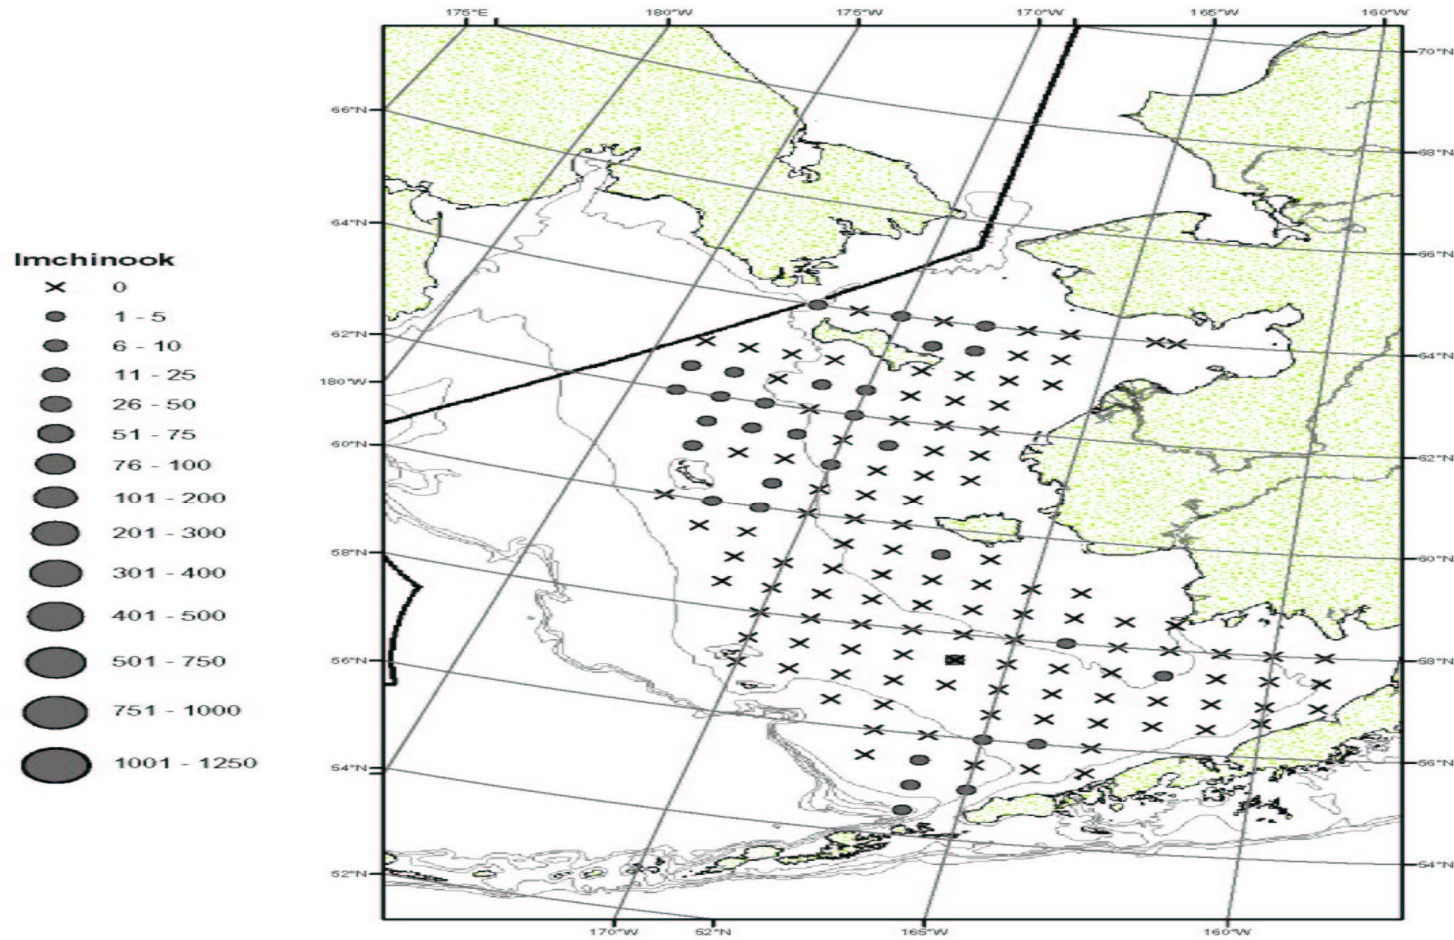 175°E 180°W 175°W 170°W 165°W 160°W
70°N
66°N
68°N
64°N
66°N
Imchinook
0
1 - 5
62°N
6 - 10
64°N
11 - 25
180°W
26 - 50
51 - 75
60°N
62°N
76 - 100
101 - 200
201 - 300
58°N
60°N
301 - 400
401 - 500
56°N
58°N
501 - 750
751 - 1000
1001 - 1250
54°N
56°N
52°N
54°N
170°W 52°N 165°W 160°W